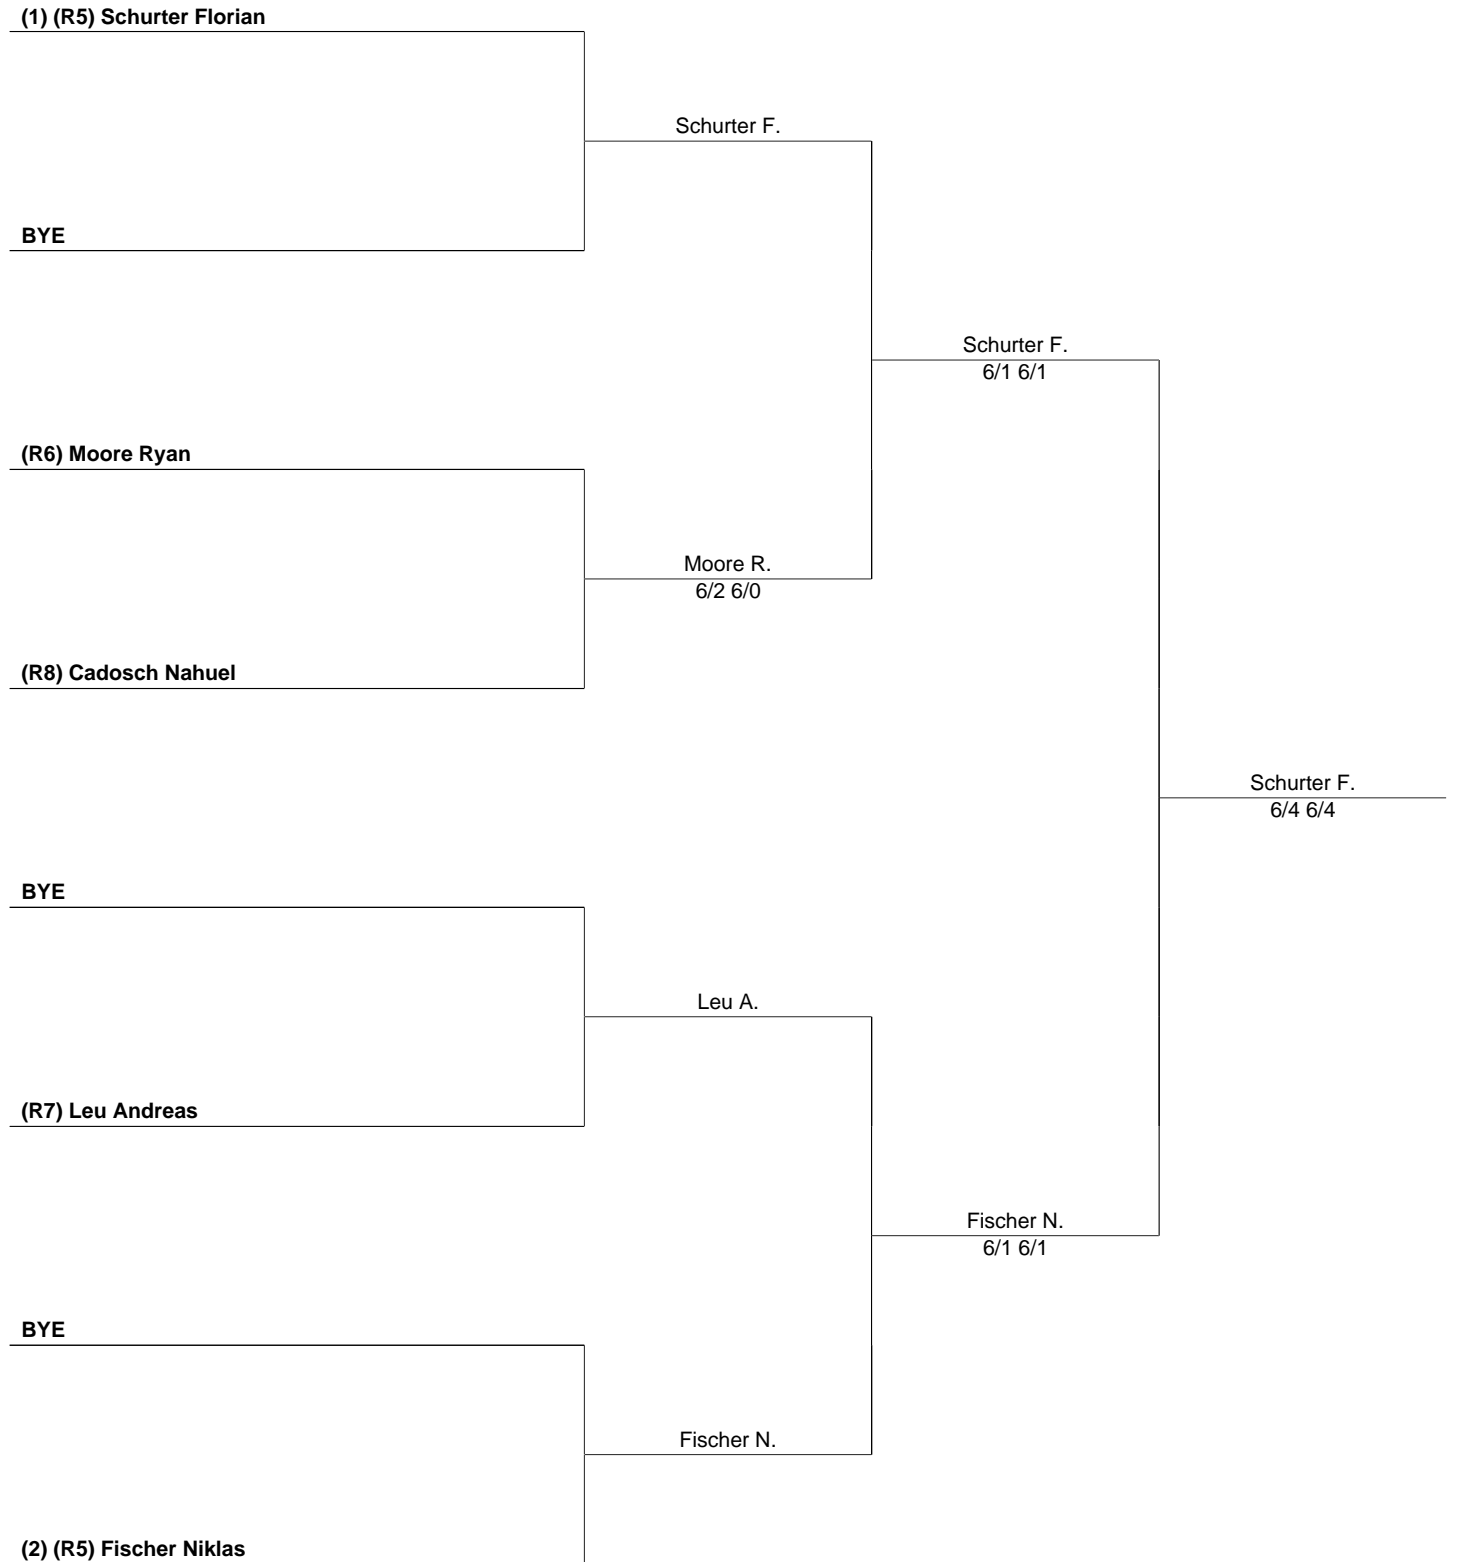 (1) (R5) Schurter Florian
Schurter F.
BYE
Schurter F.
6/1 6/1
(R6) Moore Ryan
Moore R.
6/2 6/0
(R8) Cadosch Nahuel
Schurter F.
6/4 6/4
BYE
Leu A.
(R7) Leu Andreas
Fischer N.
6/1 6/1
BYE
Fischer N.
(2) (R5) Fischer Niklas